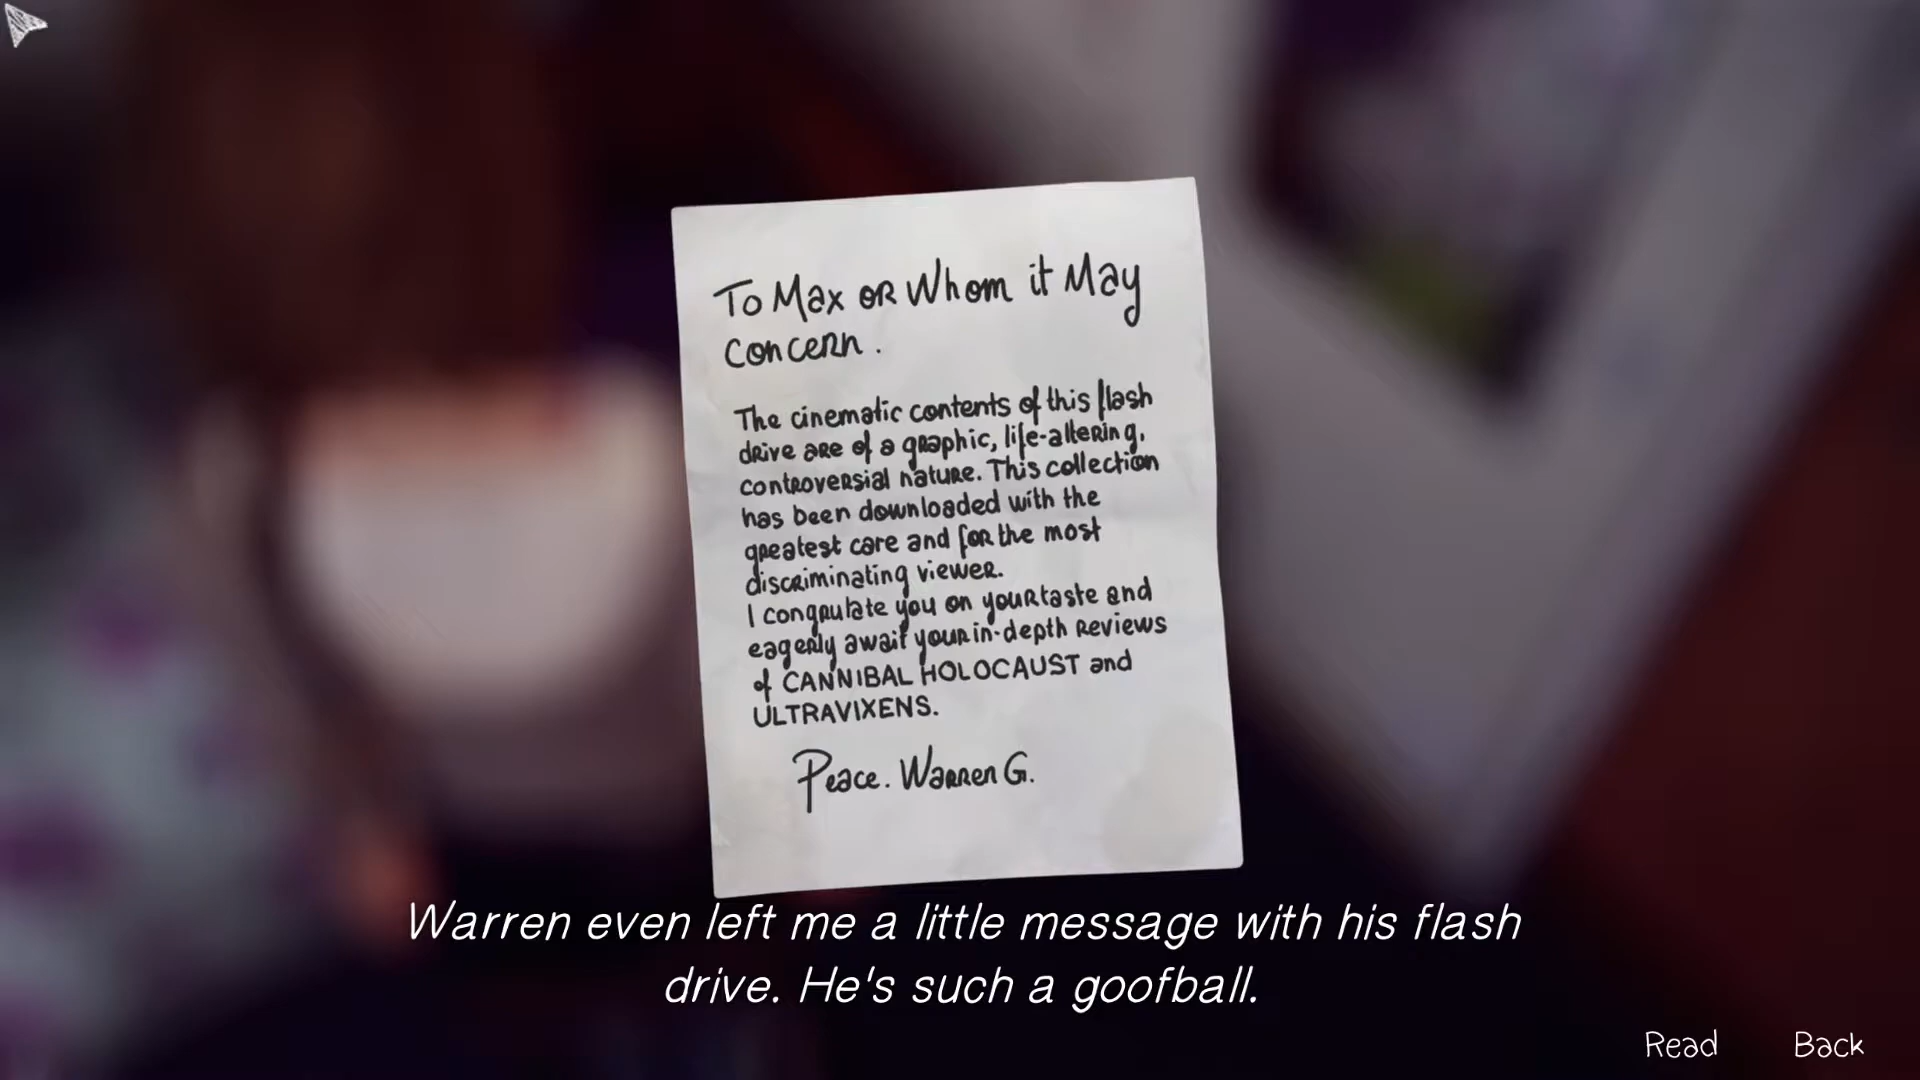 To Max or Whom it May
Concern.
The cinematic contents of this flash
drive are of a graphic, life-altering,
controversial nature. This collection
has been downloaded with the
greatest care and for the most
discriminating viewer.
I congrulate you on your taste and
eagerly await your in-depth reviews
of CANNIBAL HOLOCAUST and
ULTRAVIXENS.
Peace. Warren G.
Warren even left me a little message with his flash
drive. He's such a goofball.
Read Back